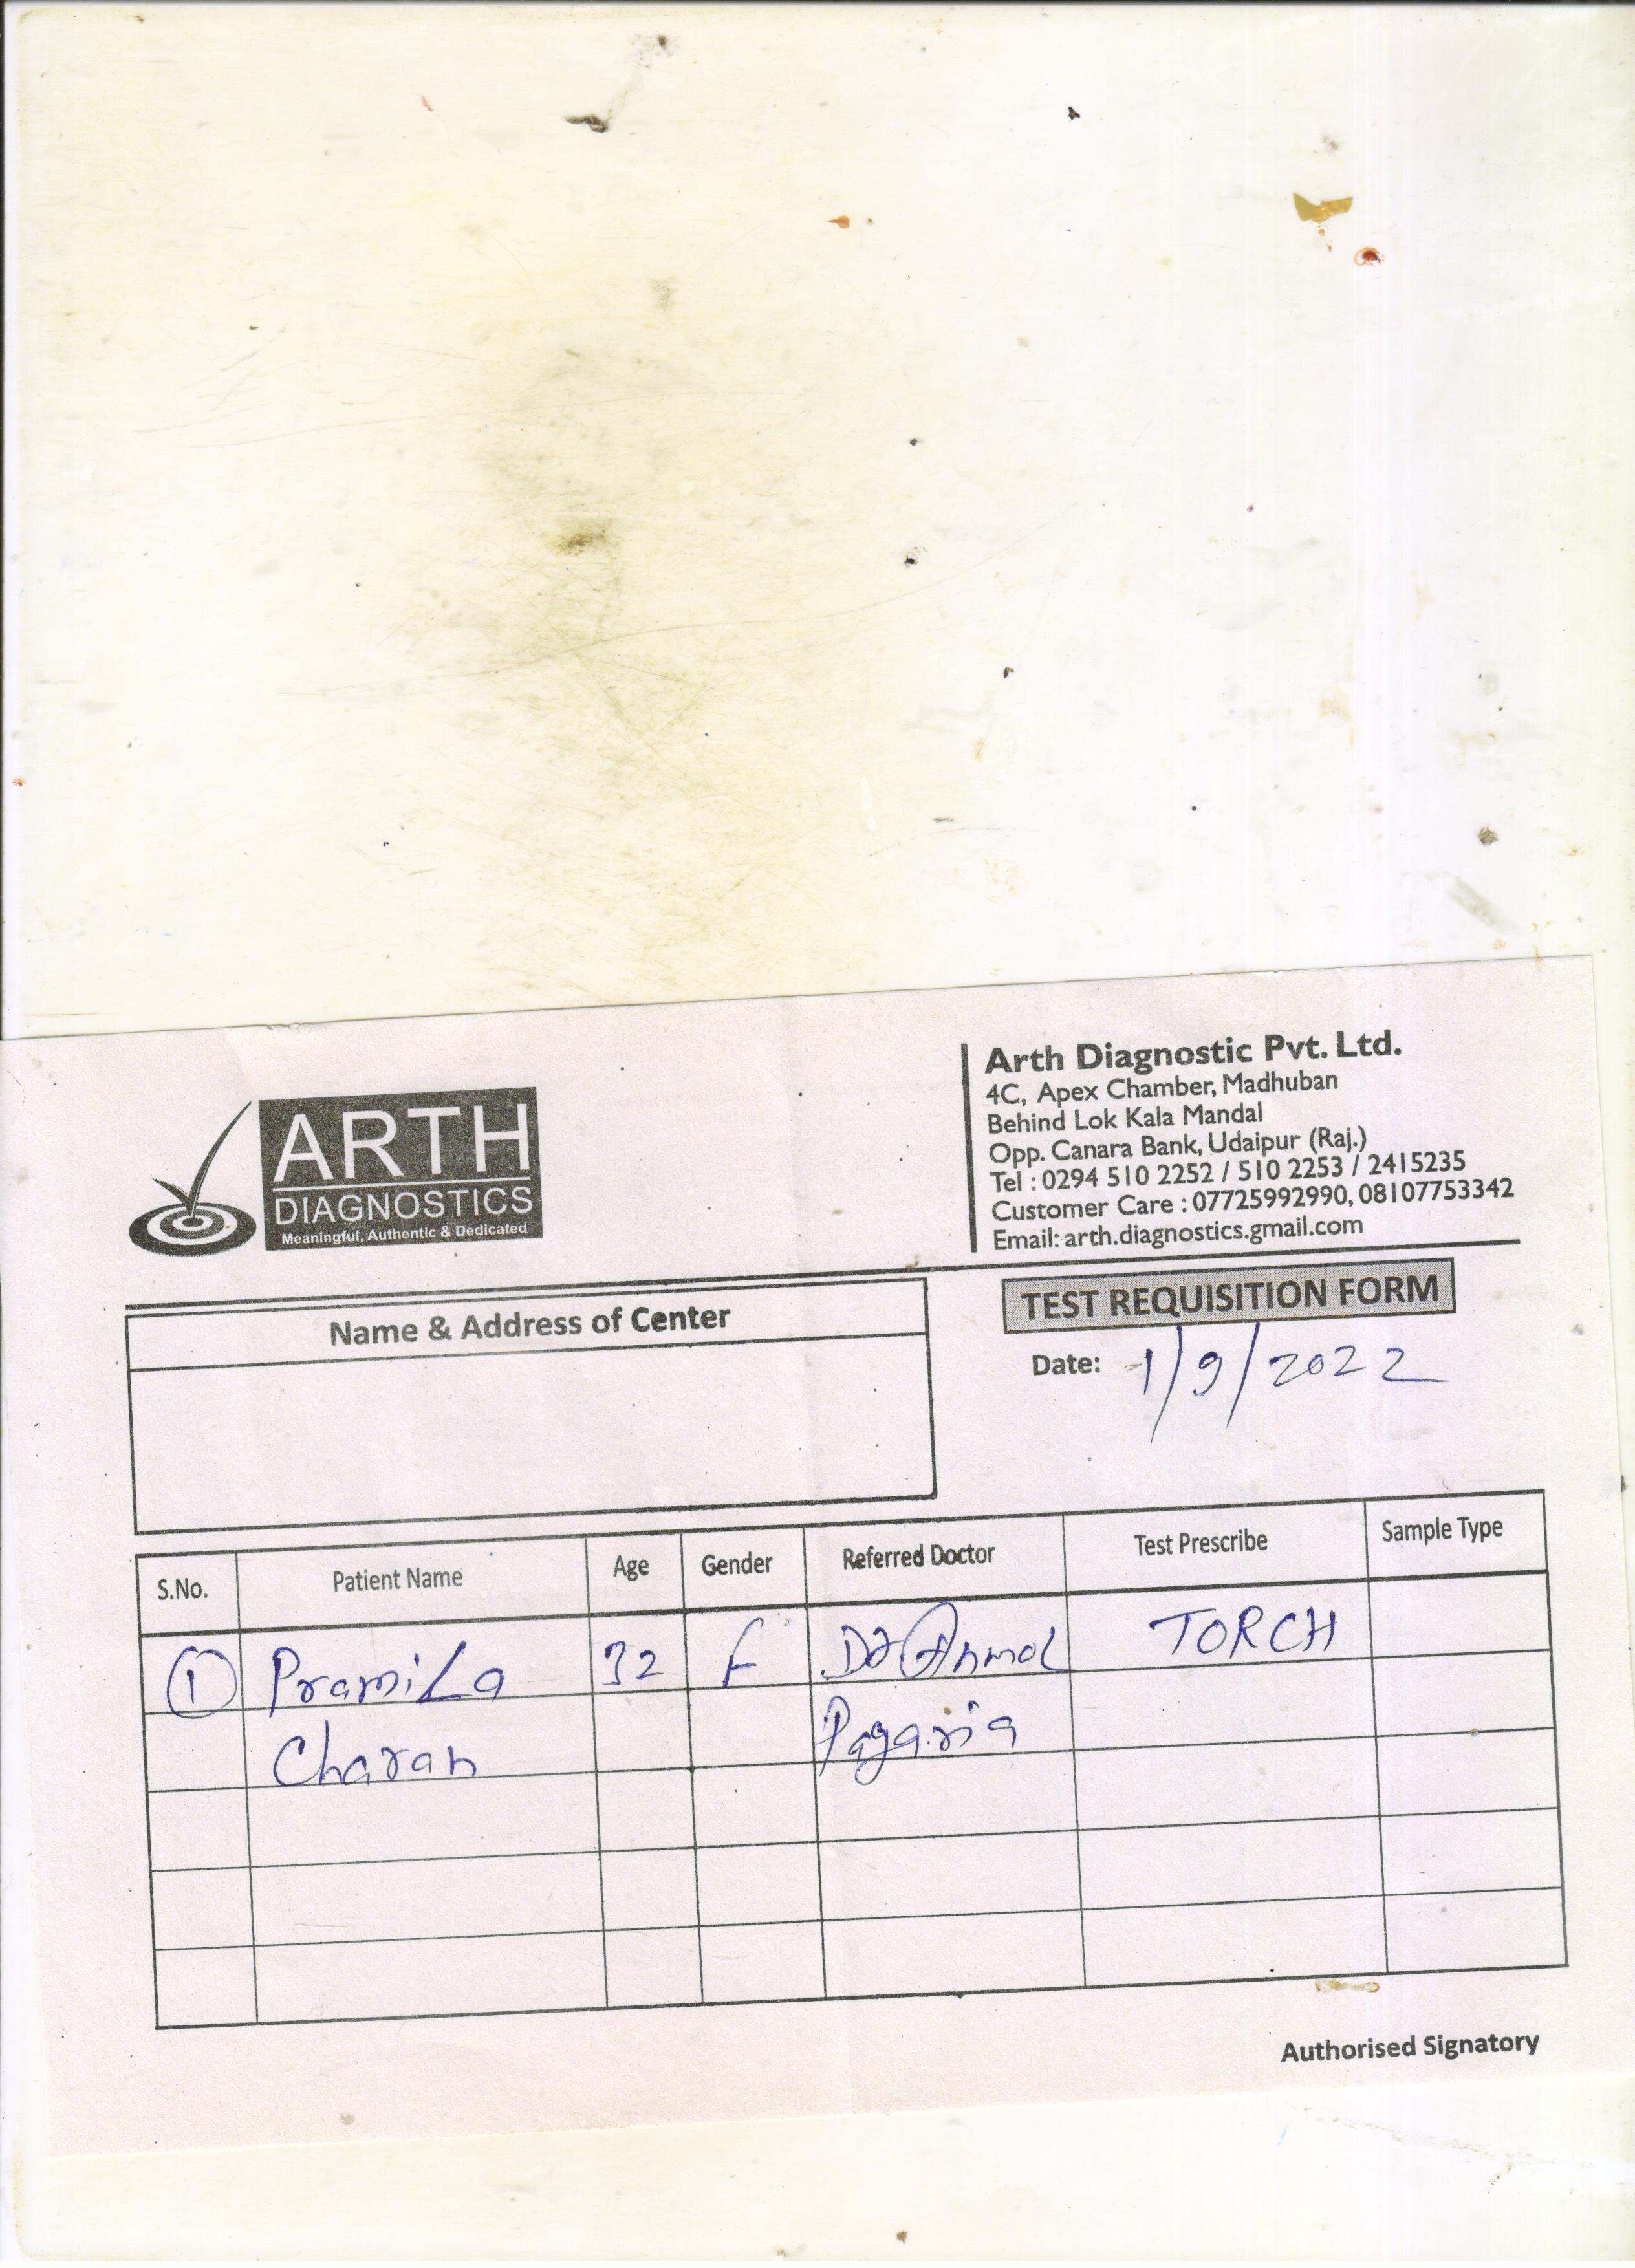 ARTH
DIAGNOSTICS
Meaningful, Authentic & Dedicated
Arth Diagnostic Pvt. Ltd.
4C, Apex Chamber, Madhuban
Behind Lok Kala Mandal
Opp. Canara Bank, Udaipur (Raj.)
Tel : 0294 510 2252 / 510 2253 / 2415235
Customer Care : 07725992990, 08107753342
Email: arth.diagnostics.gmail.com
Name & Address of Center
TEST REQUISITION FORM
Date: 1/9/2022
S.No. Patient Name Age Gender Referred Doctor Test Prescribe Sample Type
1 Pramila 32 F Dr Anmol TORCH
Charan Pagaria
Authorised Signatory